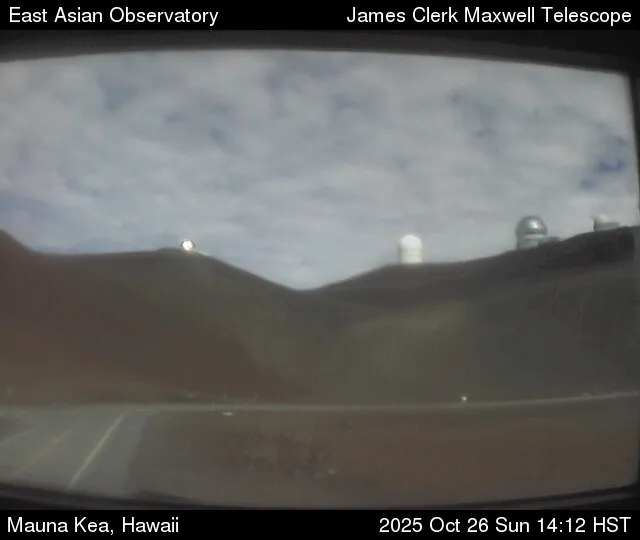 East Asian Observatory
James Clerk Maxwell Telescope
Mauna Kea, Hawaii
2025 Oct 26 Sun 14:12 HST